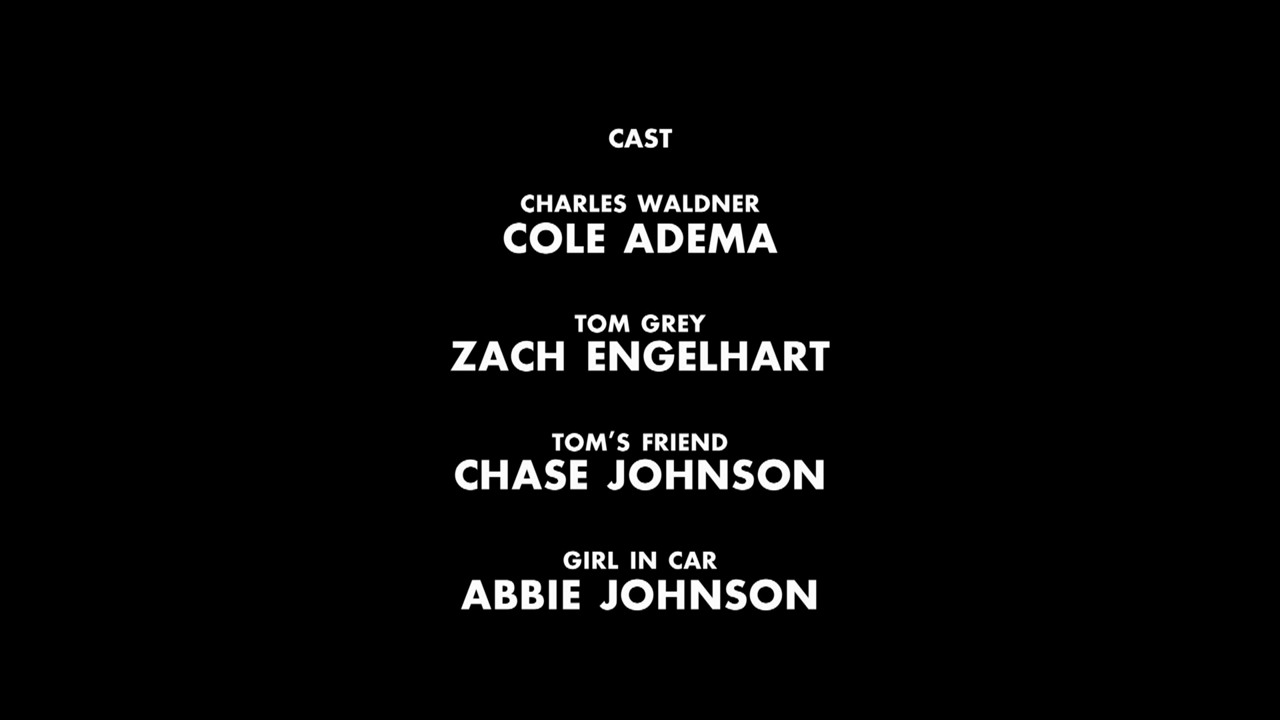 CAST
CHARLES WALDNER
COLE ADEMA
TOM GREY
ZACH ENGELHART
TOM'S FRIEND
CHASE JOHNSON
GIRL IN CAR
ABBIE JOHNSON